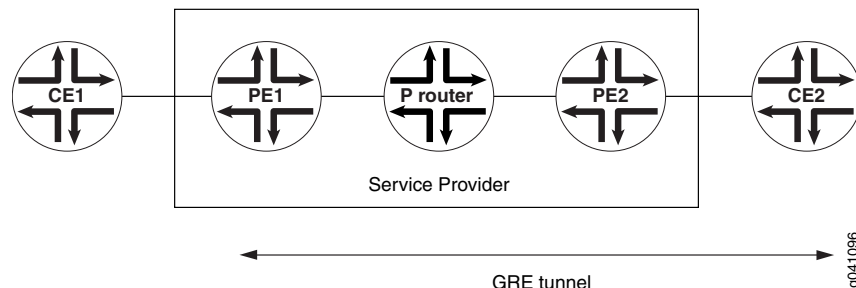 CE1 PE1 P router PE2 CE2
Service Provider
GRE tunnel
g041096